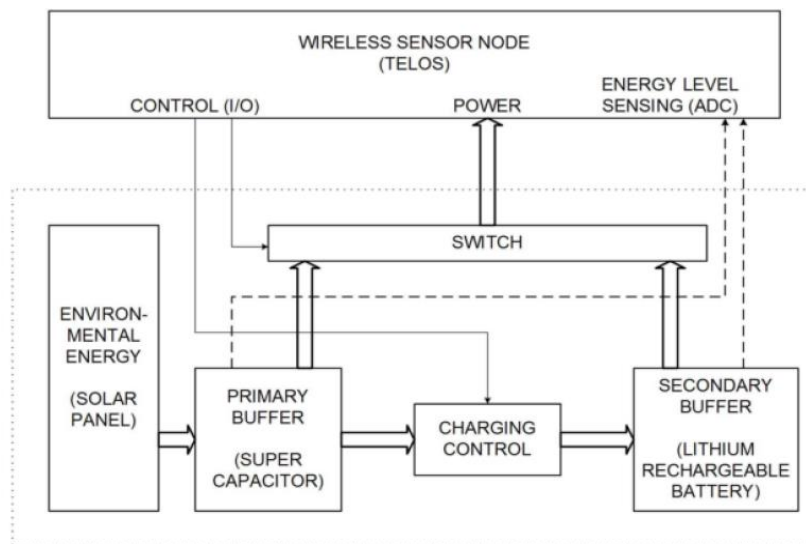 WIRELESS SENSOR NODE
(TELOS)
CONTROL (I/O)
POWER
ENERGY LEVEL
SENSING (ADC)
SWITCH
ENVIRON-
MENTAL
ENERGY
(SOLAR
PANEL)
PRIMARY
BUFFER
(SUPER
CAPACITOR)
CHARGING
CONTROL
SECONDARY
BUFFER
(LITHIUM
RECHARGEABLE
BATTERY)